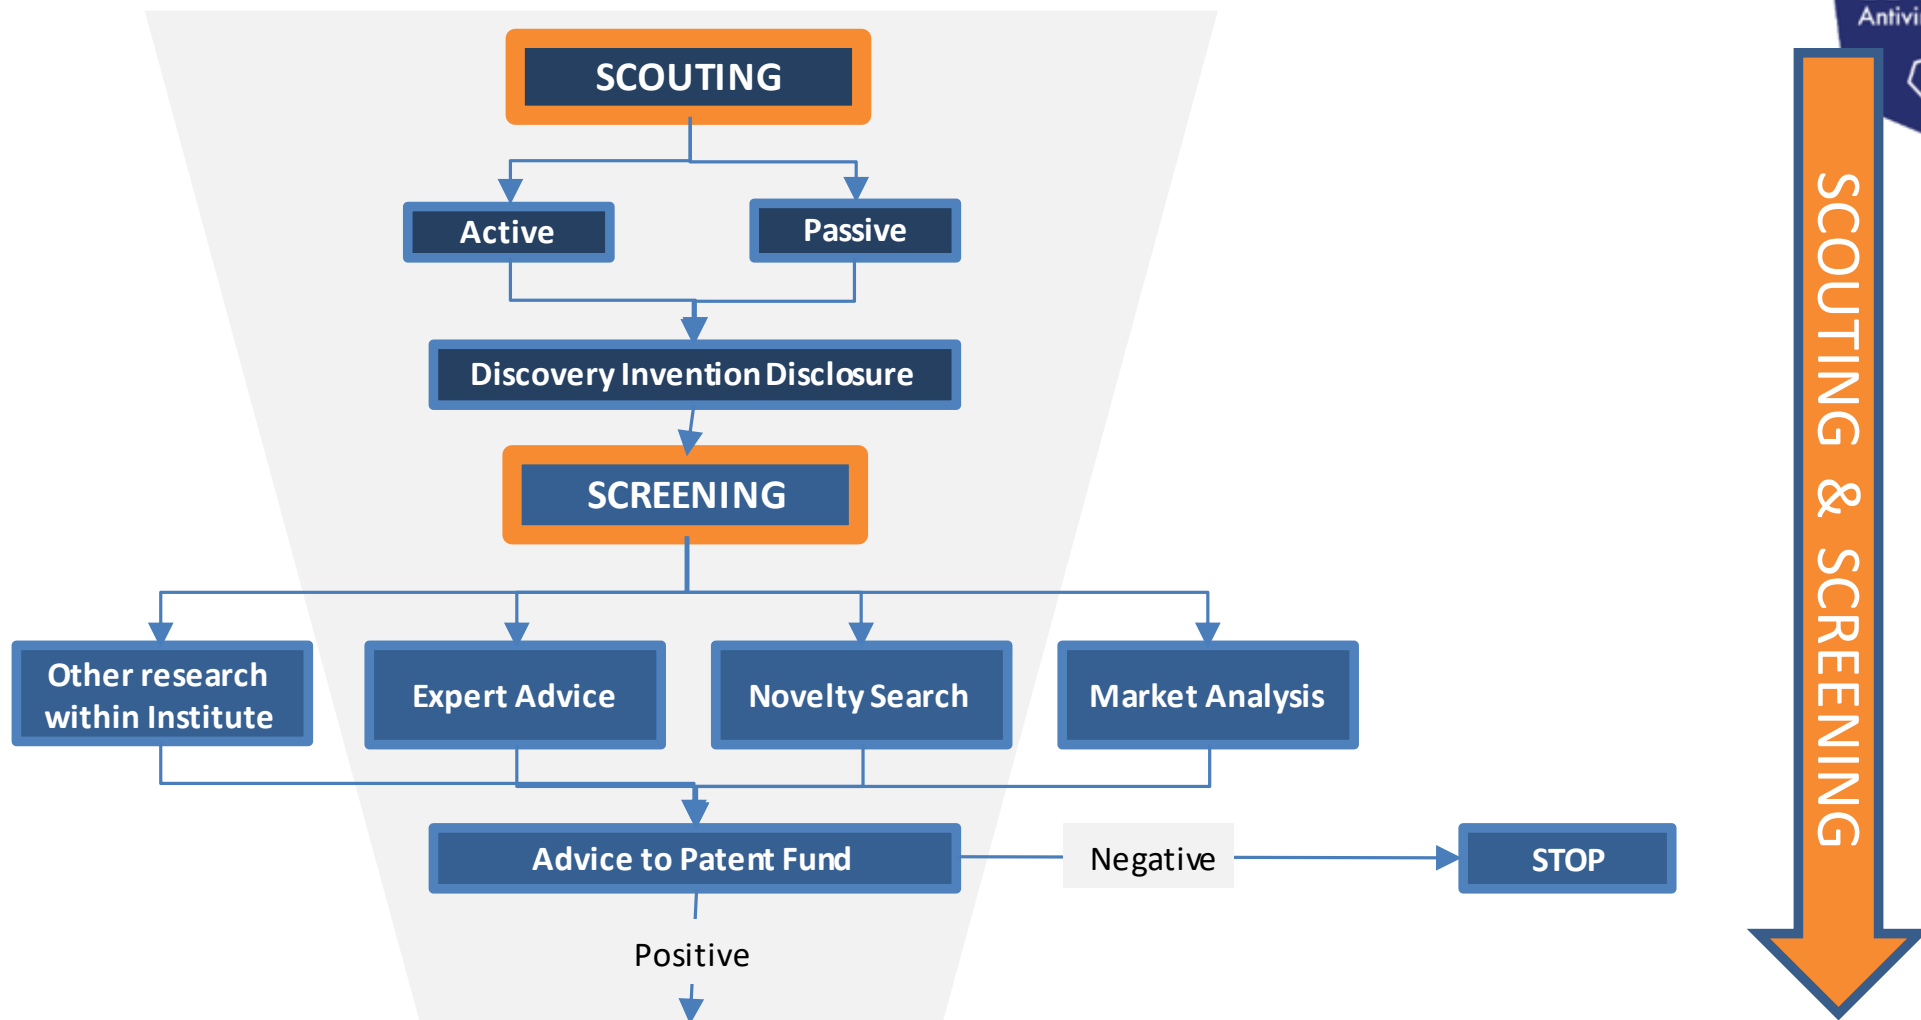 SCOUTING
Active
Passive
Discovery Invention Disclosure
SCREENING
Other research
within Institute
Expert Advice
Novelty Search
Market Analysis
Advice to Patent Fund
Negative
STOP
Positive
SCOUTING & SCREENING